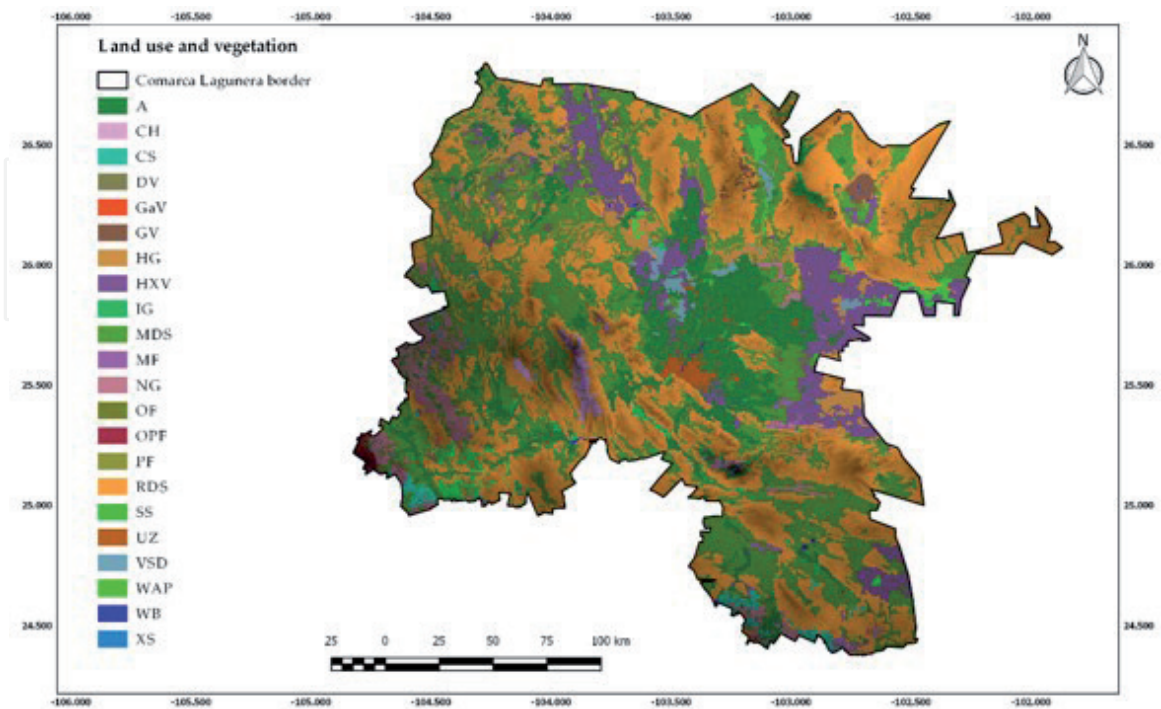 -106.000 -105.500 -105.000 -104.500 -104.000 -103.500 -103.000 -102.500 -102.000
Land use and vegetation
Comarca Lagunera border
A
CH
CS
DV
GaV
GV
HG
HXV
IG
MDS
MF
NG
OF
OPF
PF
RDS
SS
UZ
VSD
WAP
WB
XS
N
26.500 26.500
26.000 26.000
25.500 25.500
25.000 25.000
24.500 24.500
25 0 25 50 75 100 km
-106.000 -105.500 -105.000 -104.500 -104.000 -103.500 -103.000 -102.500 -102.000